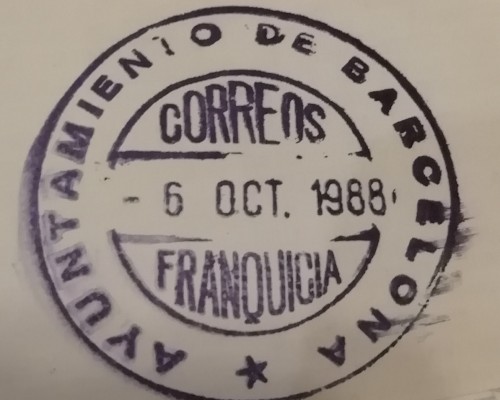 AYUNTAMIENTO DE BARCELONA
CORREOS
- 6 OCT. 1988
FRANQUICIA